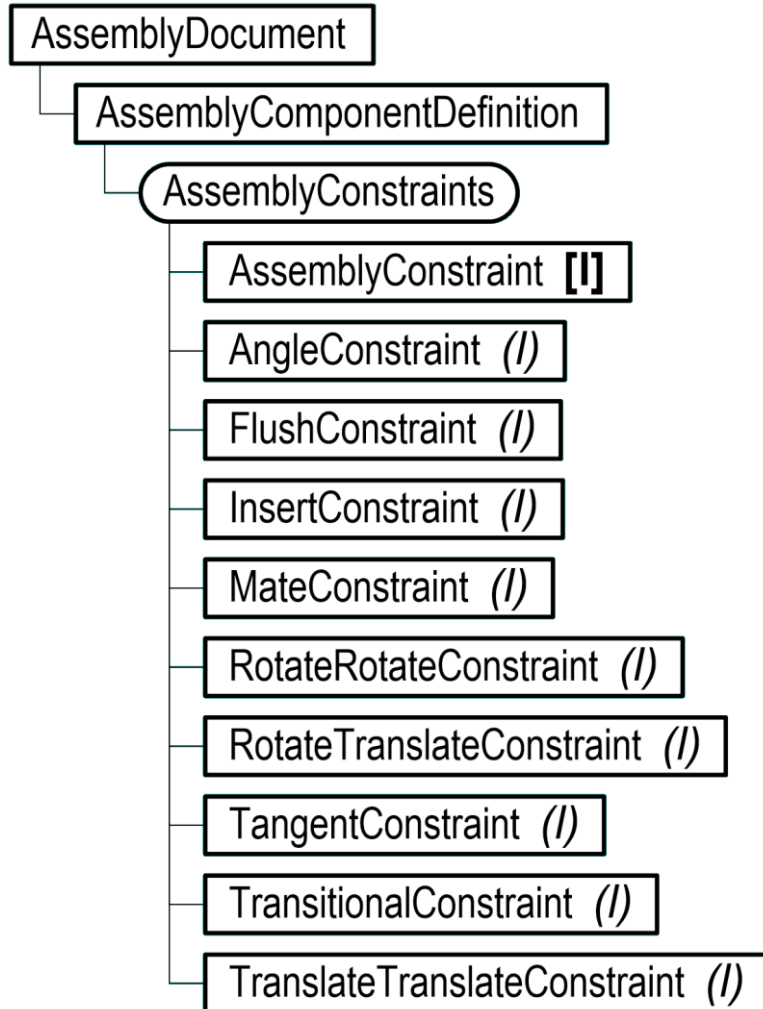 AssemblyDocument
AssemblyComponentDefinition
AssemblyConstraints
AssemblyConstraint [I]
AngleConstraint (I)
FlushConstraint (I)
InsertConstraint (I)
MateConstraint (I)
RotateRotateConstraint (I)
RotateTranslateConstraint (I)
TangentConstraint (I)
TransitionalConstraint (I)
TranslateTranslateConstraint (I)